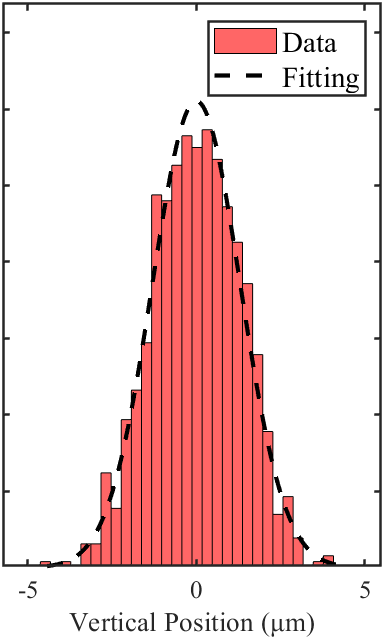 Data
Fitting
-5 0 5
Vertical Position (μm)